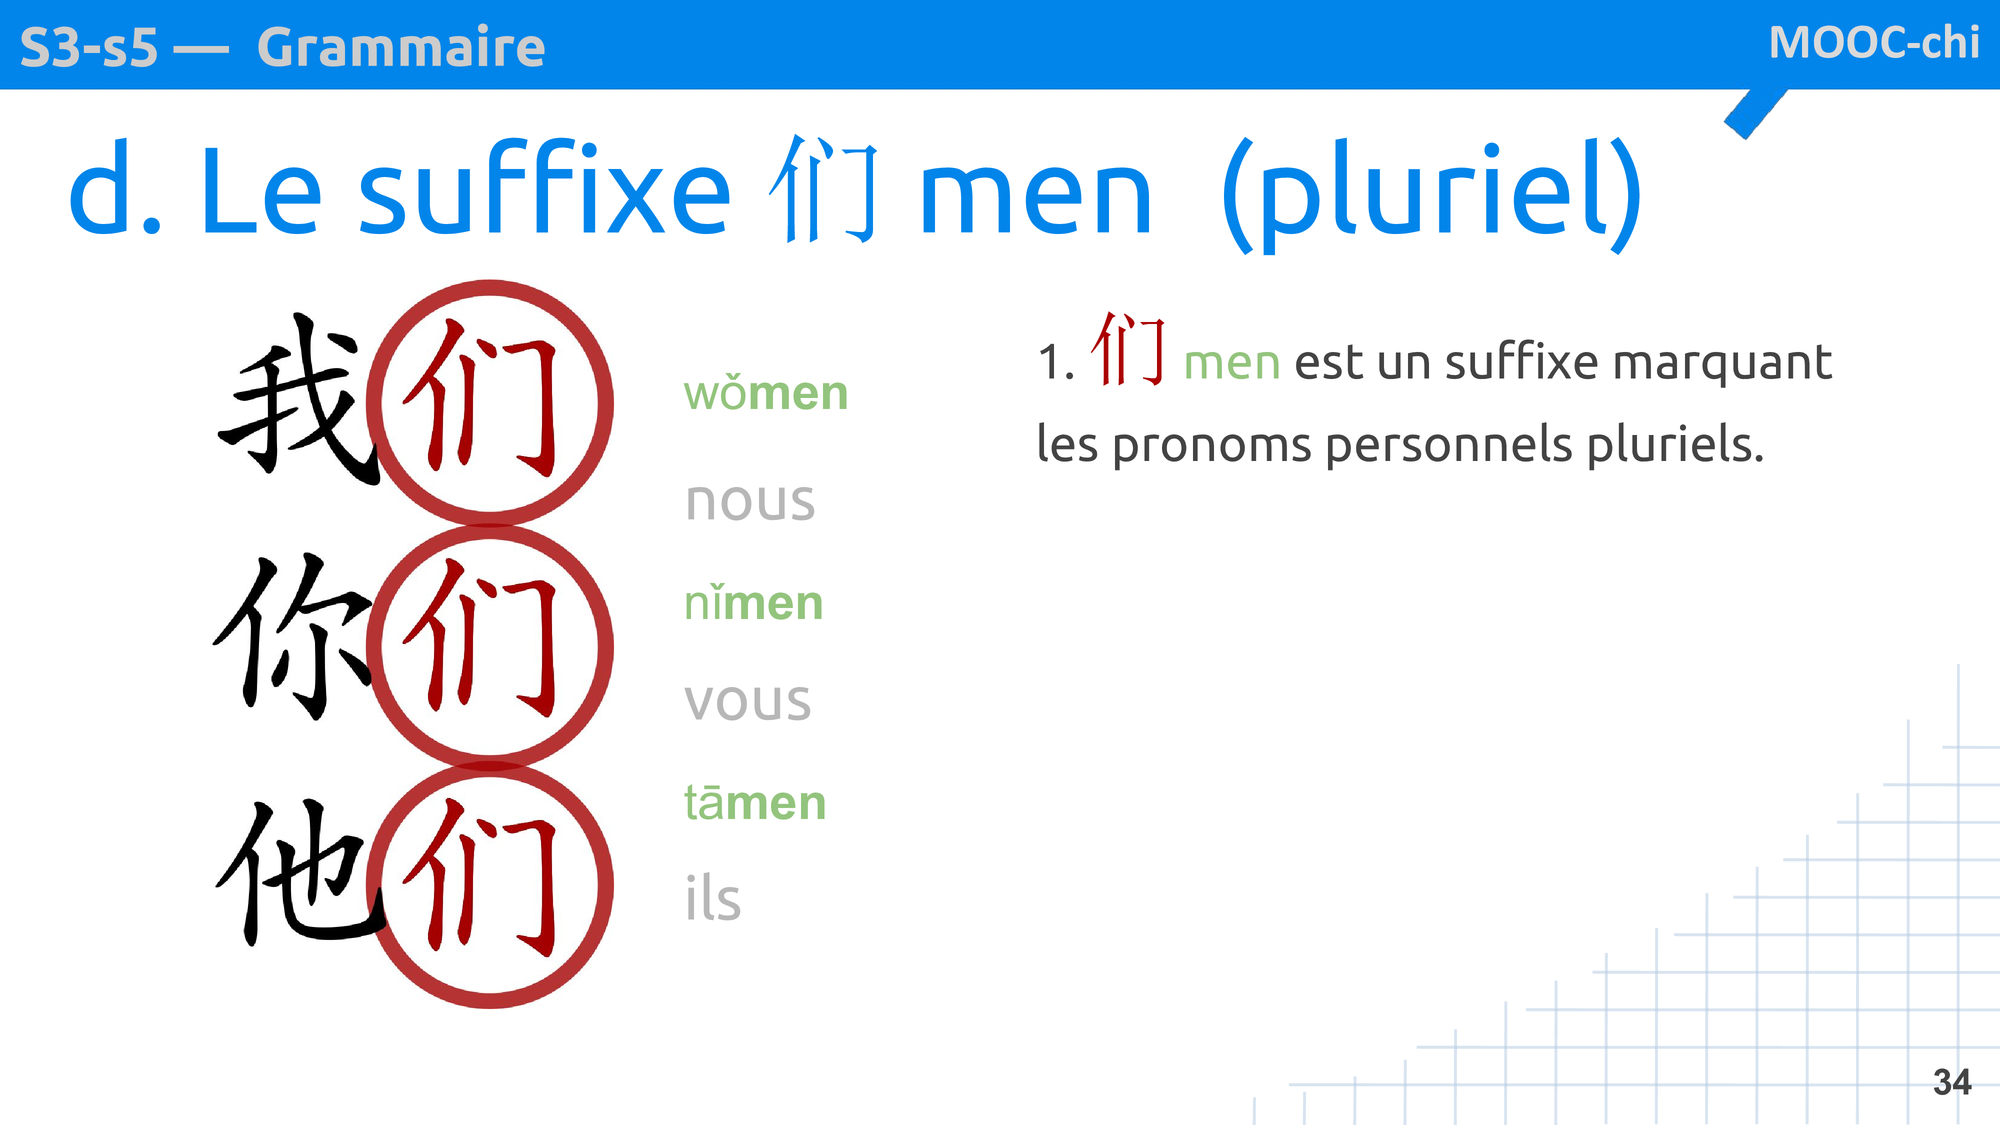 S3-s5 — Grammaire
MOOC-chi
d. Le suffixe 们 men (pluriel)
我们
wǒmen
nous
你们
nǐmen
vous
他们
tāmen
ils
1. 们 men est un suffixe marquant
les pronoms personnels pluriels.
34